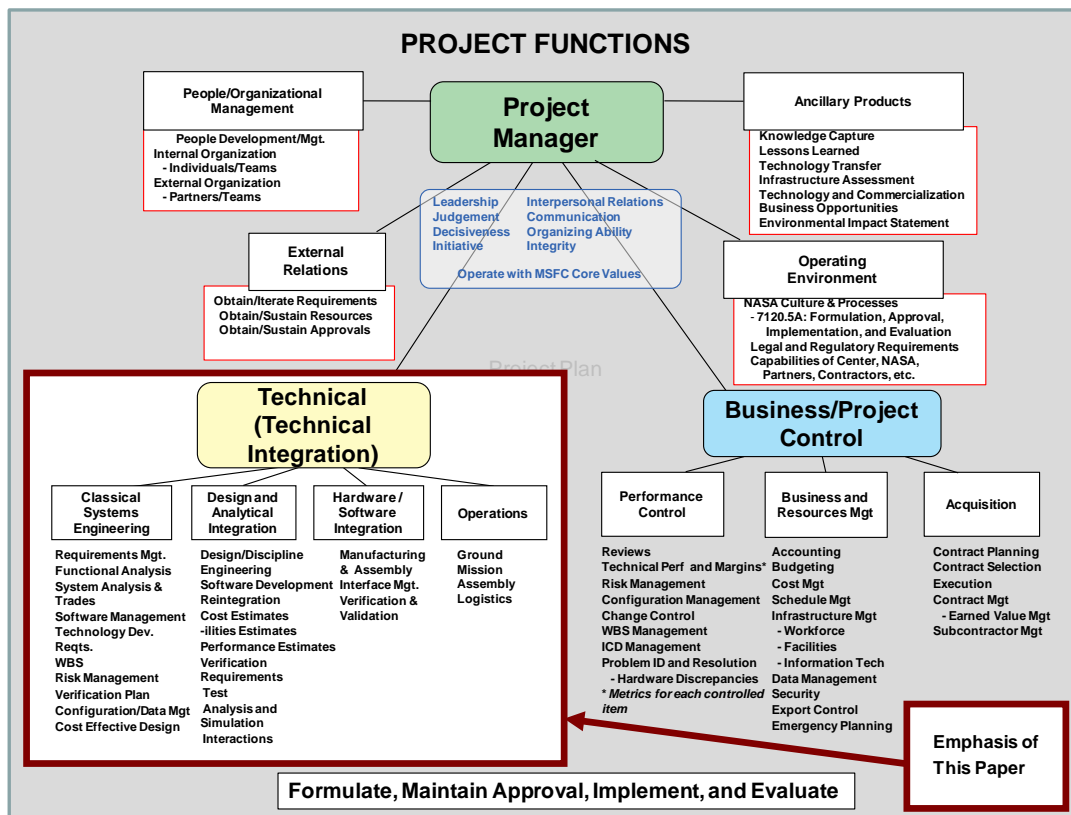 PROJECT FUNCTIONS
People/Organizational
Management
People Development/Mgt.
Internal Organization
- Individuals/Teams
External Organization
- Partners/Teams
Project
Manager
Ancillary Products
Knowledge Capture
Lessons Learned
Technology Transfer
Infrastructure Assessment
Technology and Commercialization
Business Opportunities
Environmental Impact Statement
Leadership Interpersonal Relations
Judgement Communication
Decisiveness Organizing Ability
Initiative Integrity
Operate with MSFC Core Values
External
Relations
Obtain/Iterate Requirements
Obtain/Sustain Resources
Obtain/Sustain Approvals
Operating
Environment
NASA Culture & Processes
- 7120.5A: Formulation, Approval,
Implementation, and Evaluation
Legal and Regulatory Requirements
Capabilities of Center, NASA,
Partners, Contractors, etc.
Project Plan
Technical
(Technical
Integration)
Classical
Systems
Engineering
Requirements Mgt.
Functional Analysis
System Analysis &
Trades
Software Management
Technology Dev.
Reqts.
WBS
Risk Management
Verification Plan
Configuration/Data Mgt
Cost Effective Design
Design and
Analytical
Integration
Design/Discipline
Engineering
Software Development
Reintegration
Cost Estimates
-ilities Estimates
Performance Estimates
Verification
Requirements
Test
Analysis and
Simulation
Interactions
Hardware /
Software
Integration
Manufacturing
& Assembly
Interface Mgt.
Verification &
Validation
Operations
Ground
Mission
Assembly
Logistics
Business/Project
Control
Performance
Control
Reviews
Technical Perf and Margins*
Risk Management
Configuration Management
Change Control
WBS Management
ICD Management
Problem ID and Resolution
- Hardware Discrepancies
* Metrics for each controlled
item
Business and
Resources Mgt
Accounting
Budgeting
Cost Mgt
Schedule Mgt
Infrastructure Mgt
- Workforce
- Facilities
- Information Tech
Data Management
Security
Export Control
Emergency Planning
Acquisition
Contract Planning
Contract Selection
Execution
Contract Mgt
- Earned Value Mgt
Subcontractor Mgt
Emphasis of
This Paper
Formulate, Maintain Approval, Implement, and Evaluate